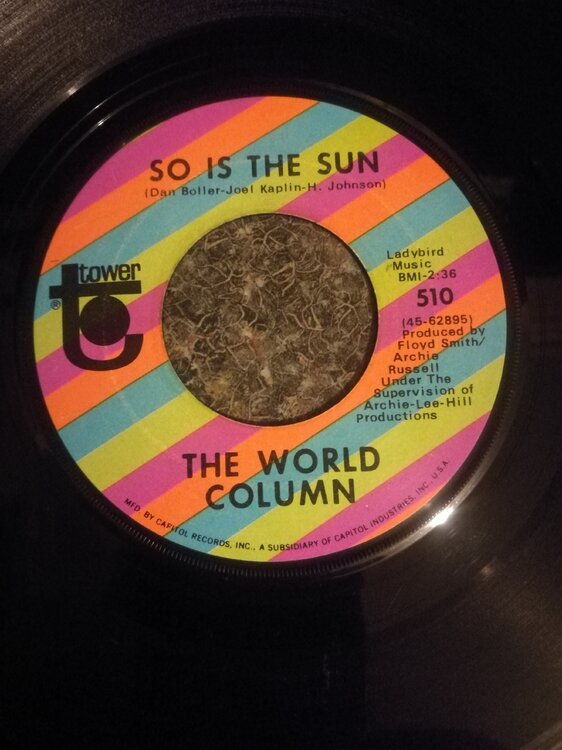 SO IS THE SUN
(Dan Boller-Joel Kaplin-H. Johnson)
tower
®
Ladybird
Music
BMI-2:36
510
(45-62895)
Produced by
Floyd Smith/
Archie
Russell
Under The
Supervision of
Archie-Lee-Hill
Productions
THE WORLD
COLUMN
MFD BY CAPITOL RECORDS, INC., A SUBSIDIARY OF CAPITOL INDUSTRIES, INC., U.S.A.